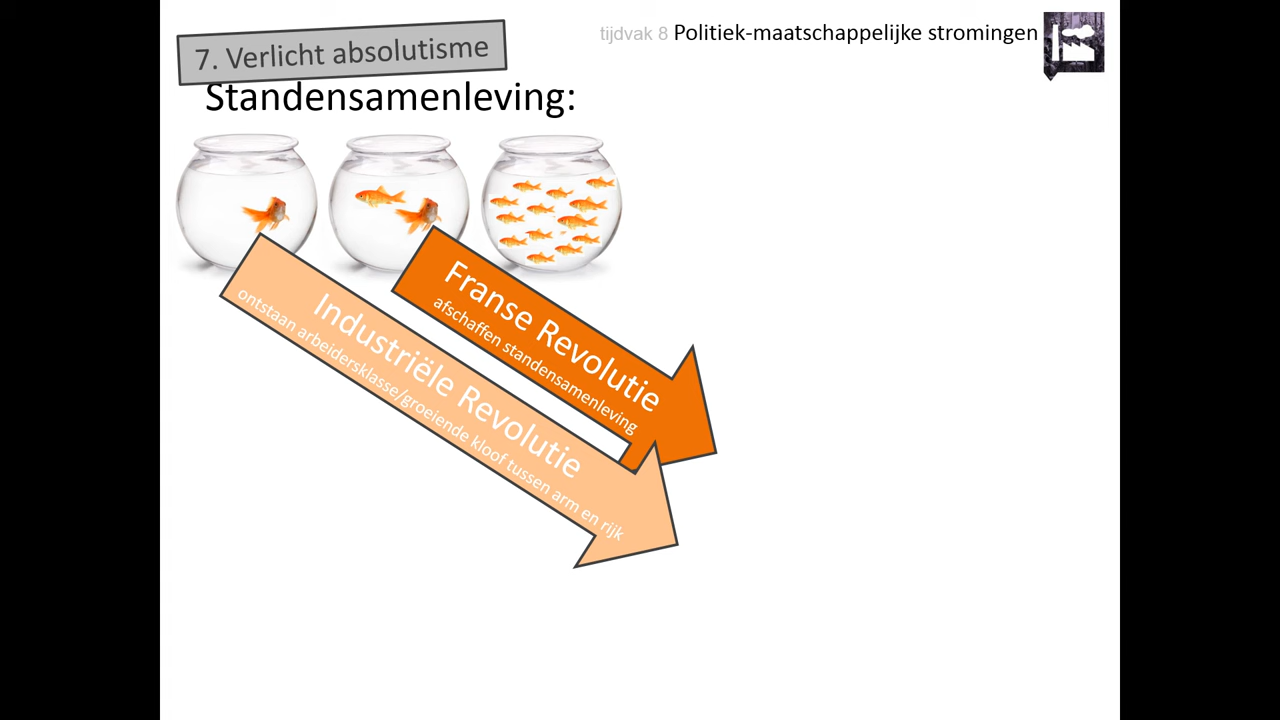 tijdvak 8 Politiek-maatschappelijke stromingen
7. Verlicht absolutisme
Standensamenleving:
Franse Revolutie
afschaffen standensamenleving
Industriële Revolutie
ontstaan arbeidersklasse/groeiende kloof tussen arm en rijk